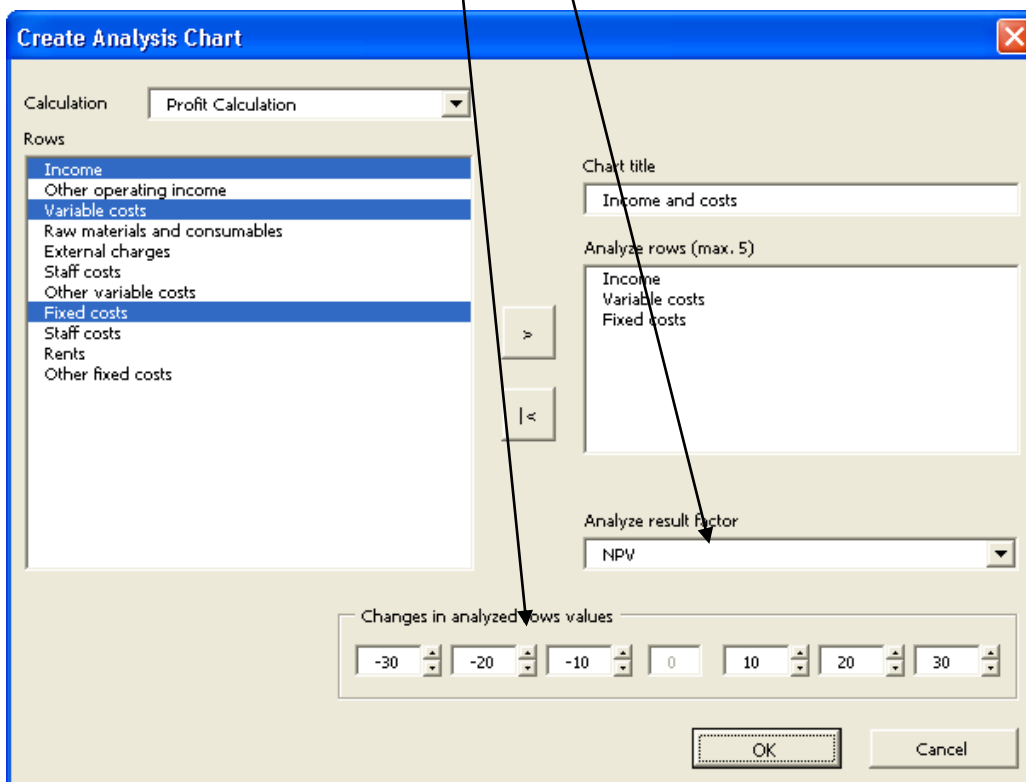 Create Analysis Chart
Calculation
Profit Calculation
Rows
Income
Other operating income
Variable costs
Raw materials and consumables
External charges
Staff costs
Other variable costs
Fixed costs
Staff costs
Rents
Other fixed costs
>
|<
Chart title
Income and costs
Analyze rows (max. 5)
Income
Variable costs
Fixed costs
Analyze result factor
NPV
Changes in analyzed rows values
-30 -20 -10 0 10 20 30
OK Cancel